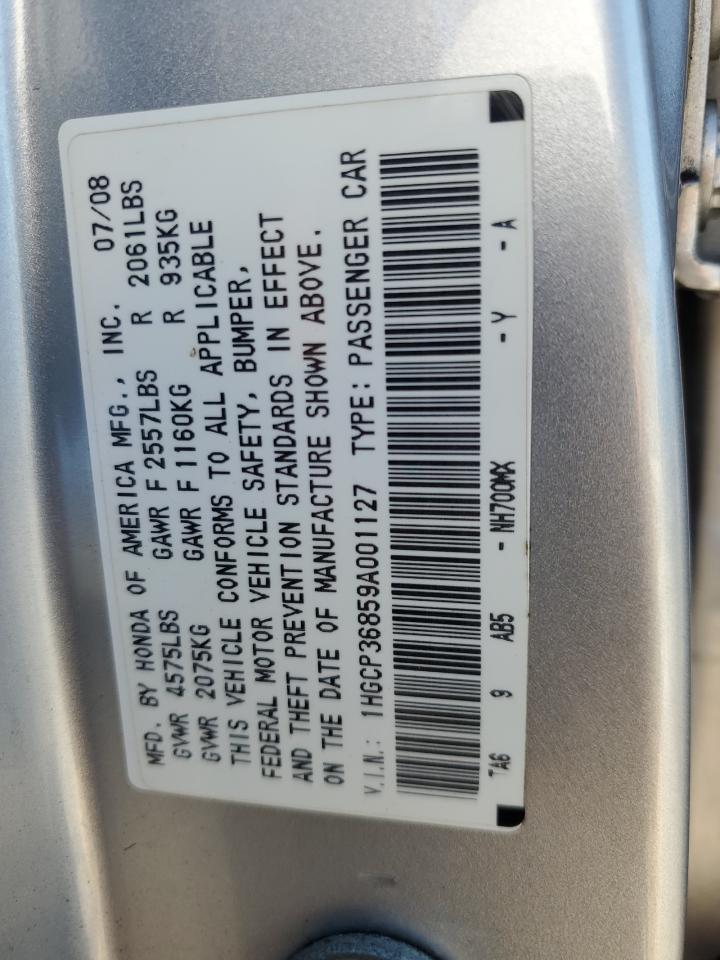 MFD. BY HONDA OF AMERICA MFG., INC. 07/08
GVWR 4575LBS GAWR F 2557LBS R 2061LBS
GVWR 2075KG GAWR F 1160KG R 935KG
THIS VEHICLE CONFORMS TO ALL APPLICABLE
FEDERAL MOTOR VEHICLE SAFETY, BUMPER,
AND THEFT PREVENTION STANDARDS IN EFFECT
ON THE DATE OF MANUFACTURE SHOWN ABOVE.
V.I.N.: 1HGCP36859A001127 TYPE: PASSENGER CAR
TA6 9 AB5 - NH700MX - Y - A